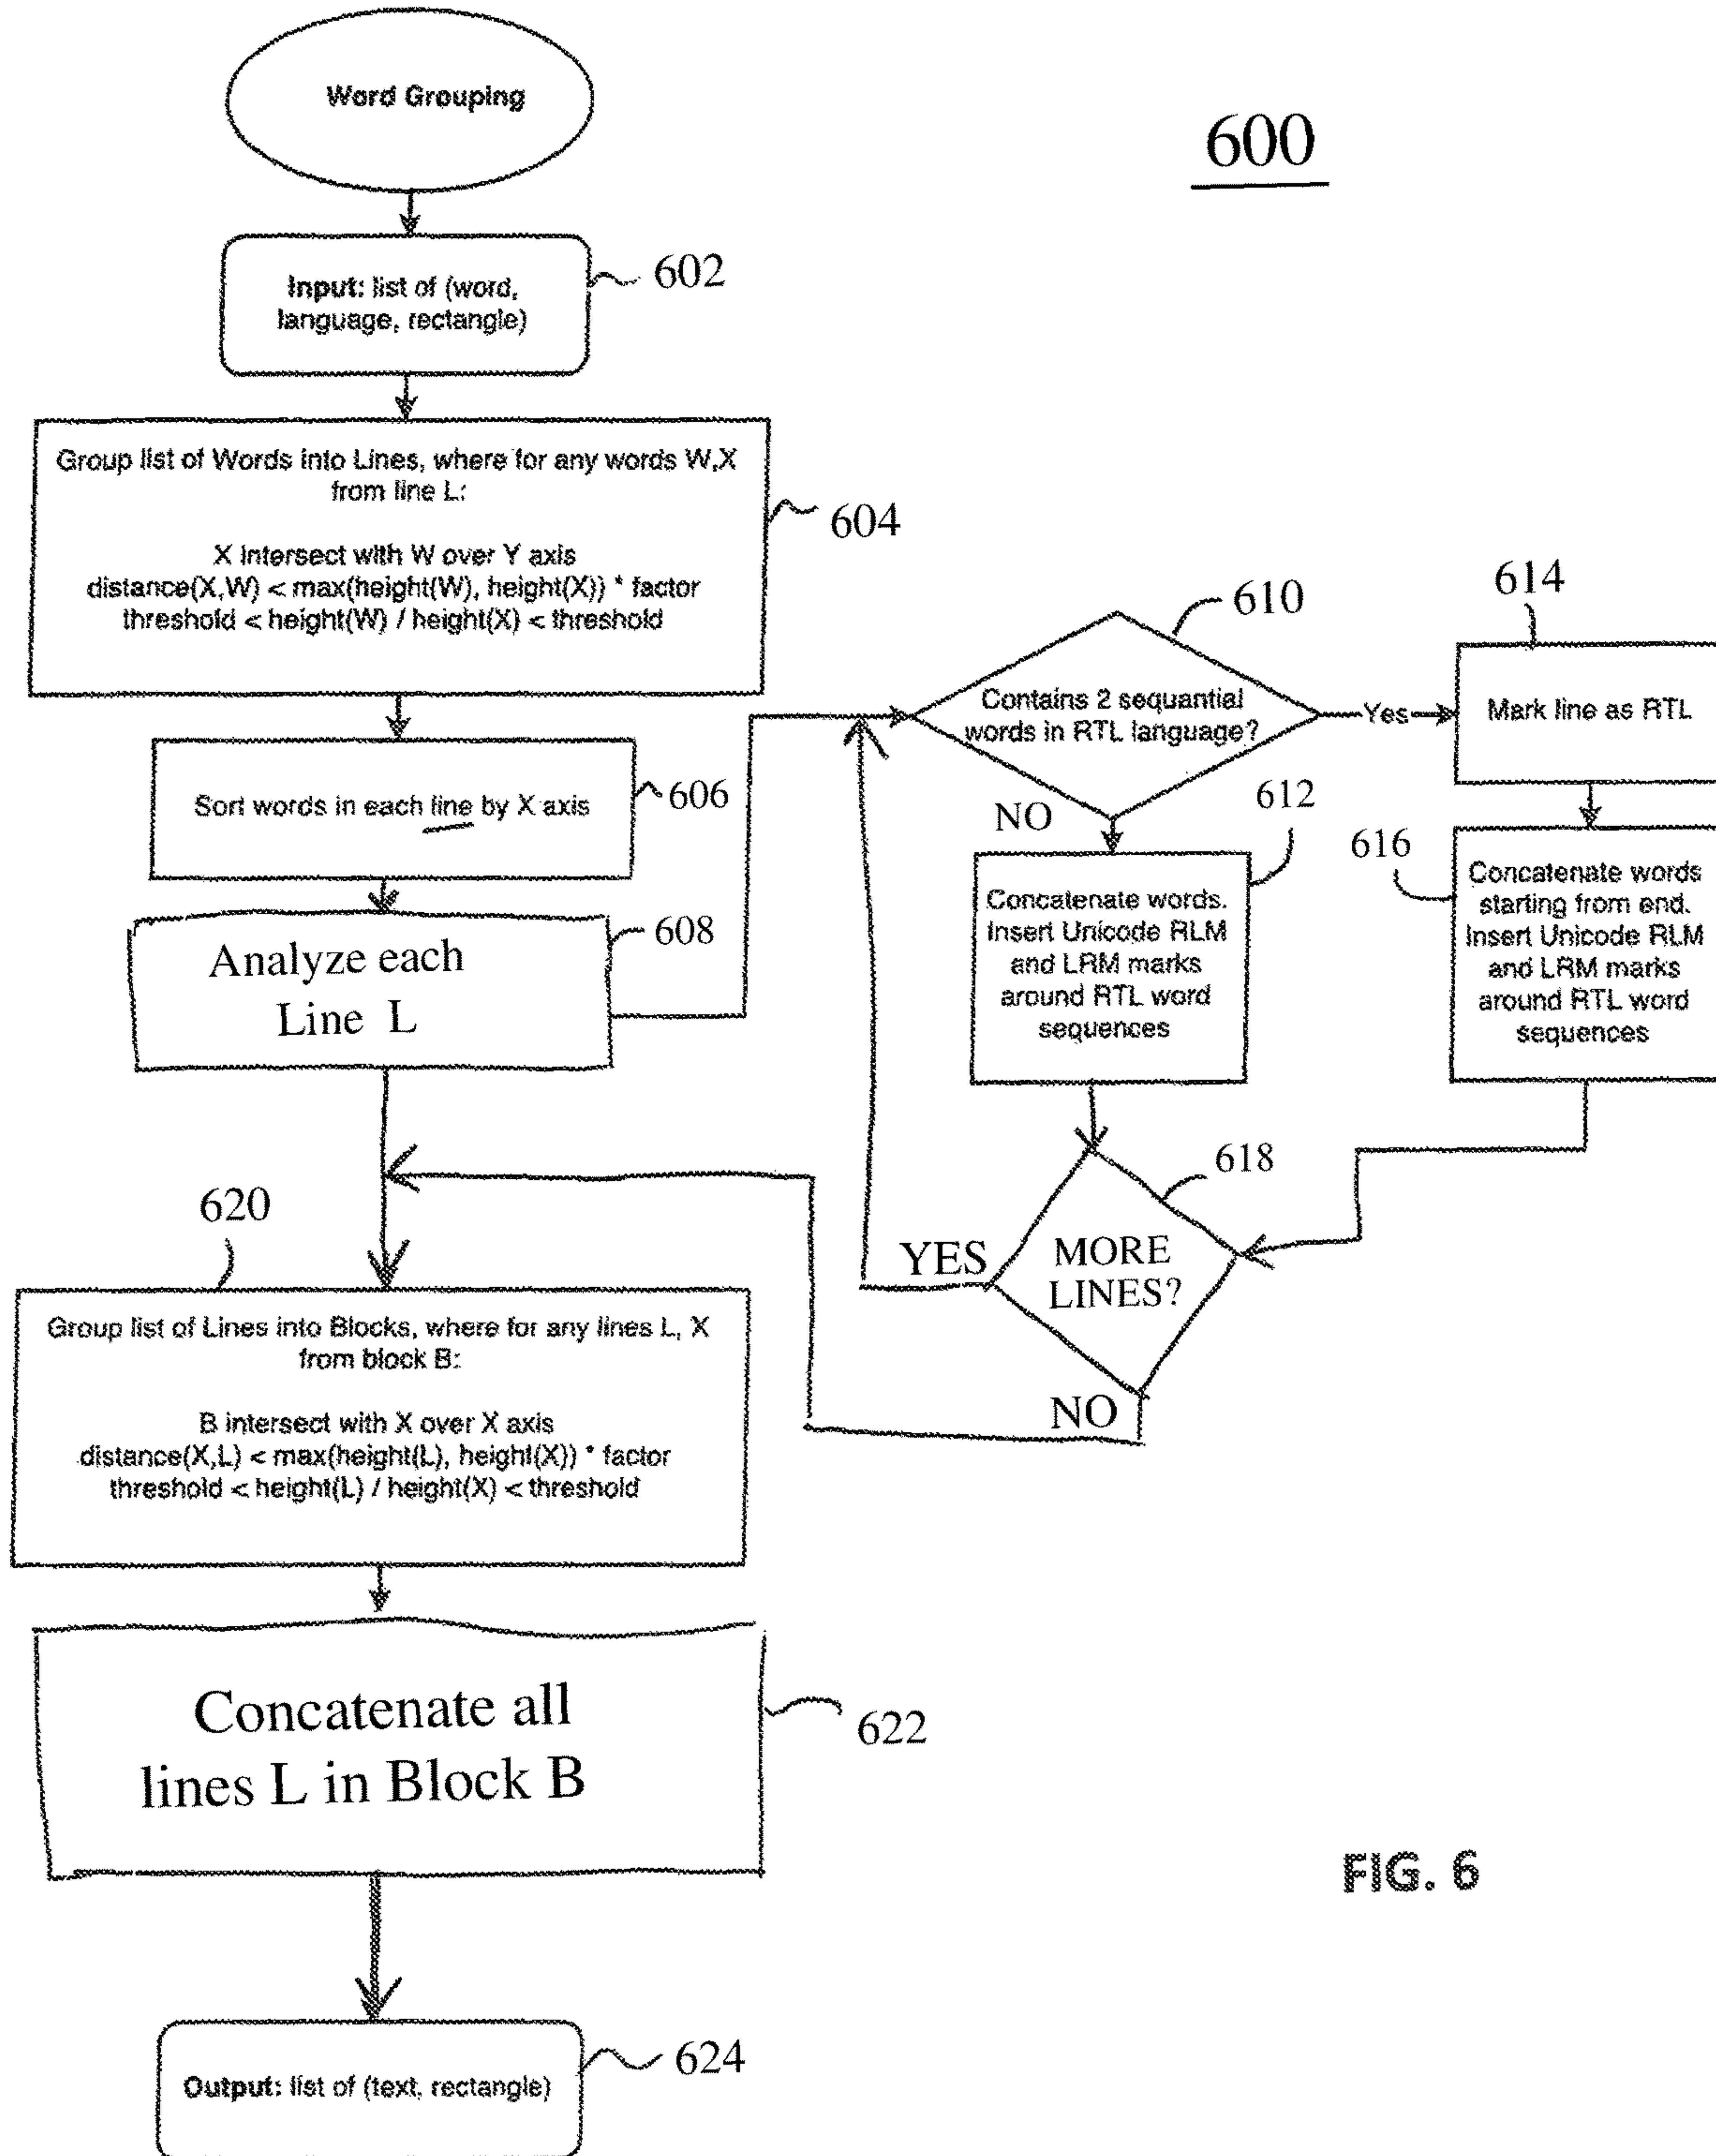 Word Grouping
600
Input: list of (word,
language, rectangle)
602
Group list of Words into Lines, where for any words W,X
from line L:
X intersect with W over Y axis
distance(X,W) < max(height(W), height(X)) * factor
threshold < height(W) / height(X) < threshold
604
Sort words in each line by X axis
606
Analyze each
Line L
608
Contains 2 sequantial
words in RTL language?
610
Yes
NO
Mark line as RTL
614
Concatenate words.
Insert Unicode RLM
and LRM marks
around RTL word
sequences
612
Concatenate words
starting from end.
Insert Unicode RLM
and LRM marks
around RTL word
sequences
616
MORE
LINES?
618
YES
NO
620
Group list of Lines into Blocks, where for any lines L, X
from block B:
B intersect with X over X axis
distance(X,L) < max(height(L), height(X)) * factor
threshold < height(L) / height(X) < threshold
Concatenate all
lines L in Block B
622
Output: list of (text, rectangle)
624
FIG. 6